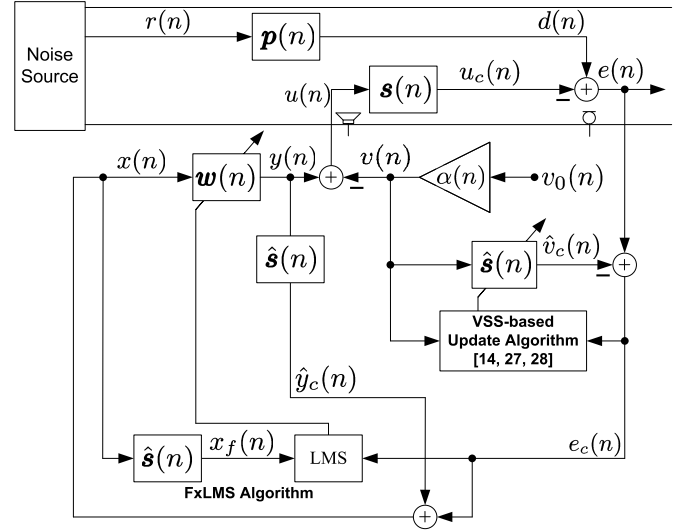 Noise
Source
r(n)
p(n)
d(n)
u(n)
s(n)
u_c(n)
e(n)
+
−
x(n)
w(n)
y(n)
+
−
v(n)
α(n)
v_0(n)
ŝ(n)
ŝ(n)
v̂_c(n)
+
−
VSS-based
Update Algorithm
[14, 27, 28]
ŷ_c(n)
ŝ(n)
x_f(n)
LMS
e_c(n)
FxLMS Algorithm
+